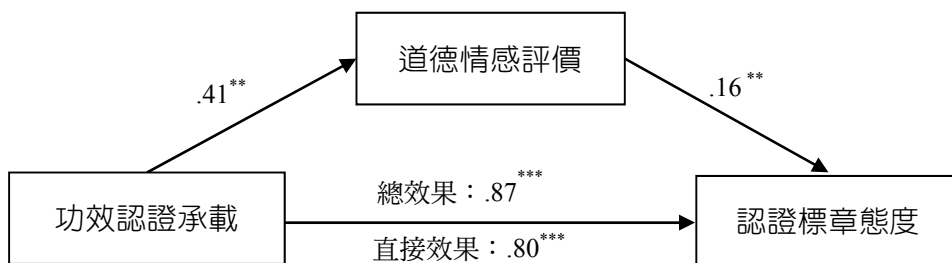 道德情感評價
.41**
.16 **
總效果：.87***
功效認證承載
認證標章態度
直接效果：.80***